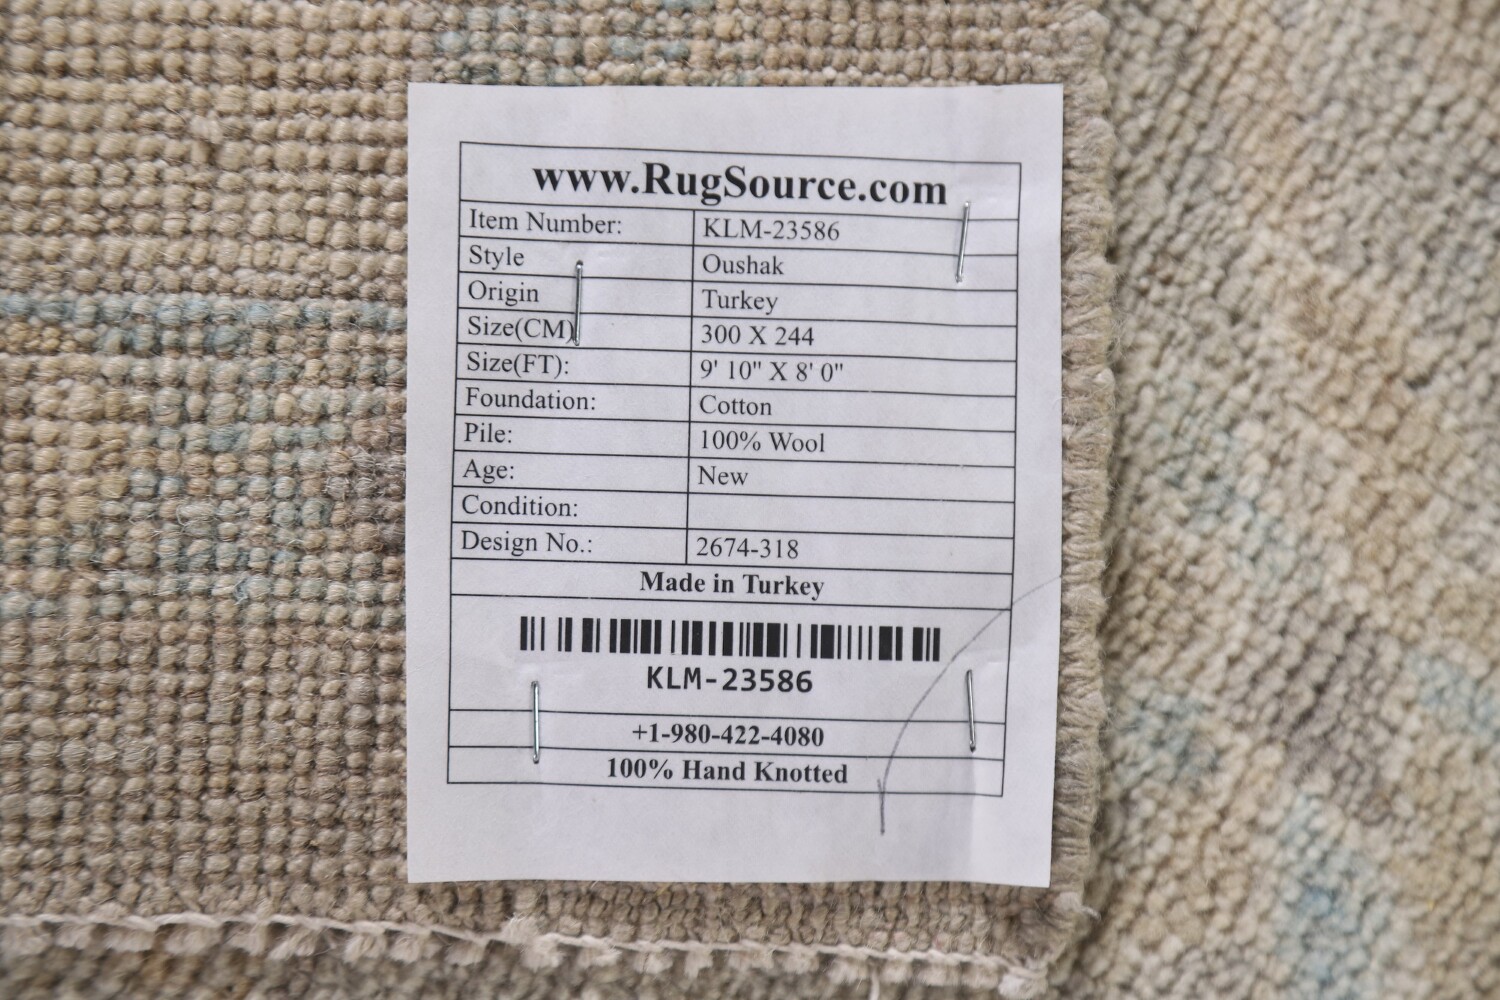 www.RugSource.com
Item Number: KLM-23586
Style Oushak
Origin Turkey
Size(CM) 300 X 244
Size(FT): 9' 10" X 8' 0"
Foundation: Cotton
Pile: 100% Wool
Age: New
Condition:
Design No.: 2674-318
Made in Turkey
KLM-23586
+1-980-422-4080
100% Hand Knotted